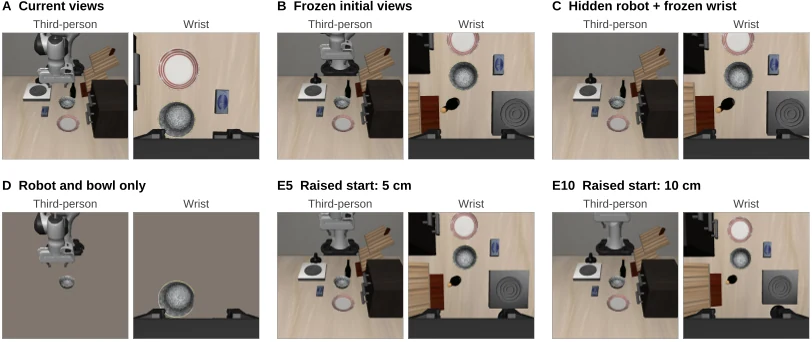 A Current views
Third-person Wrist
B Frozen initial views
Third-person Wrist
C Hidden robot + frozen wrist
Third-person Wrist
D Robot and bowl only
Third-person Wrist
E5 Raised start: 5 cm
Third-person Wrist
E10 Raised start: 10 cm
Third-person Wrist